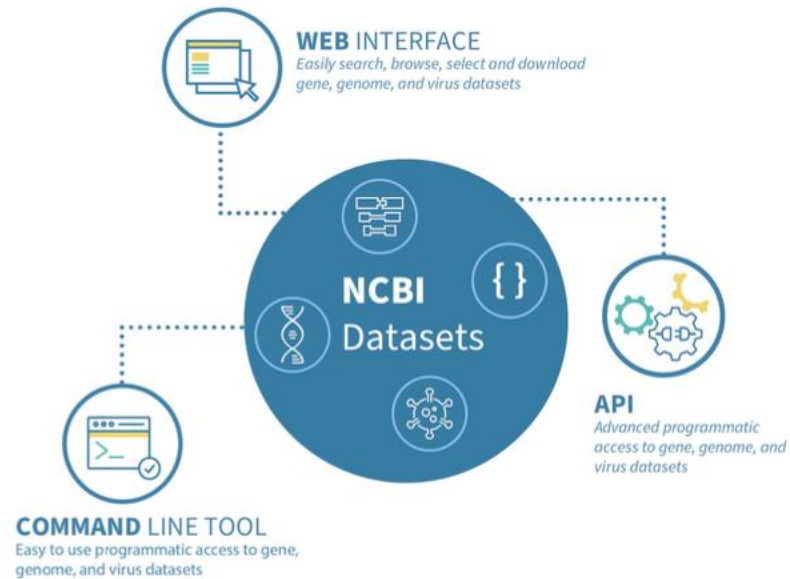 WEB INTERFACE
Easily search, browse, select and download
gene, genome, and virus datasets
{ }
NCBI
Datasets
API
Advanced programmatic
access to gene, genome, and
virus datasets
>_
COMMAND LINE TOOL
Easy to use programmatic access to gene,
genome, and virus datasets